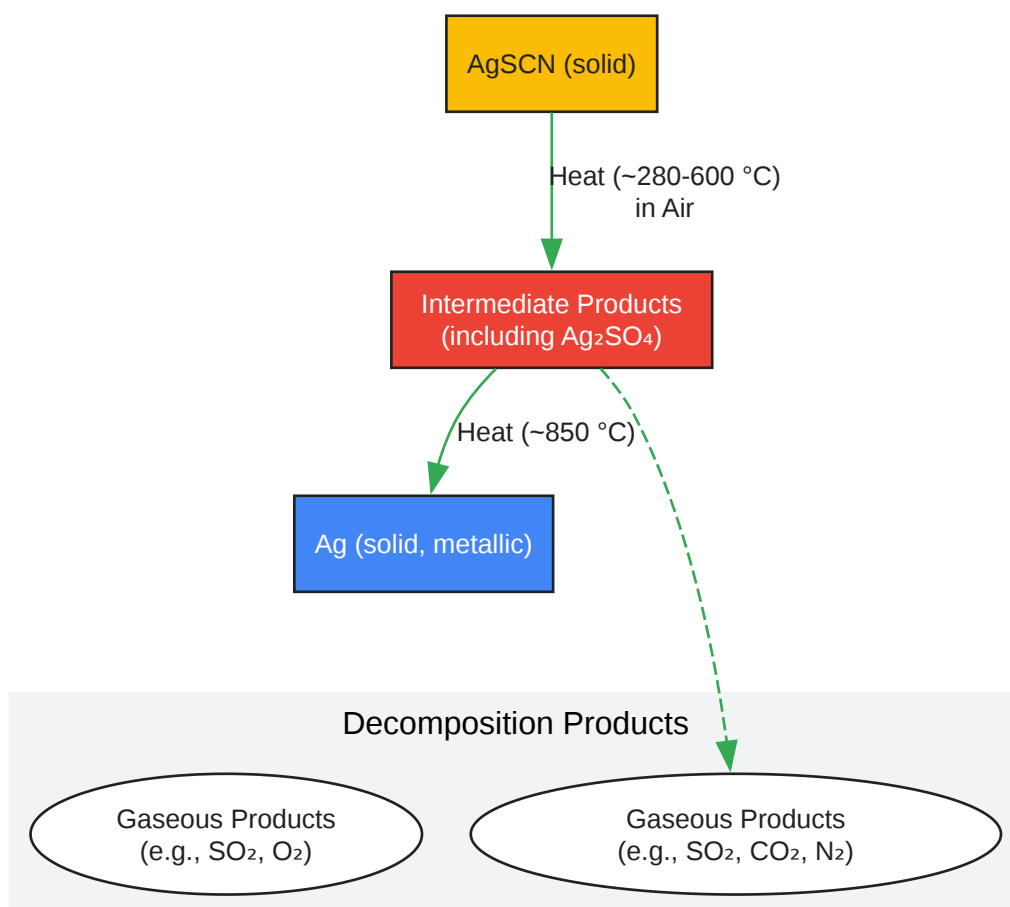 AgSCN (solid)
Heat (~280-600 °C)
in Air
Intermediate Products
(including Ag₂SO₄)
Heat (~850 °C)
Ag (solid, metallic)
Decomposition Products
Gaseous Products
(e.g., SO₂, O₂)
Gaseous Products
(e.g., SO₂, CO₂, N₂)